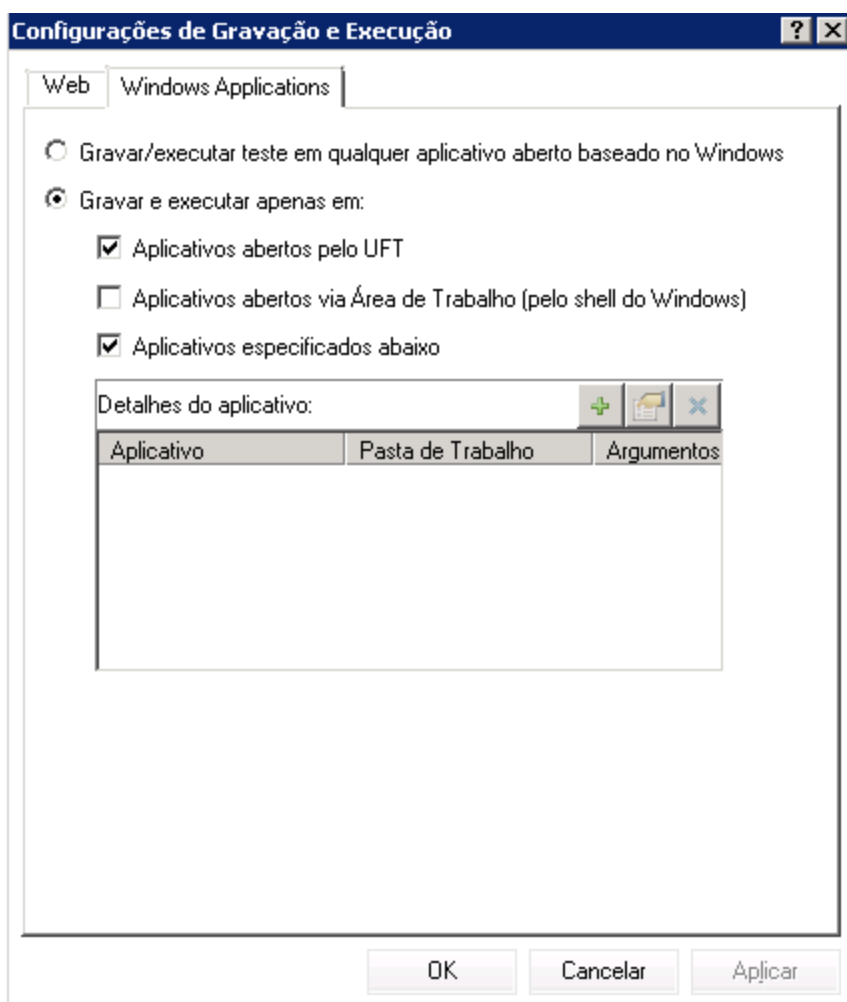 Configurações de Gravação e Execução
Web Windows Applications
Gravar/executar teste em qualquer aplicativo aberto baseado no Windows
Gravar e executar apenas em:
Aplicativos abertos pelo UFT
Aplicativos abertos via Área de Trabalho (pelo shell do Windows)
Aplicativos especificados abaixo
Detalhes do aplicativo:
Aplicativo Pasta de Trabalho Argumentos
OK Cancelar Aplicar